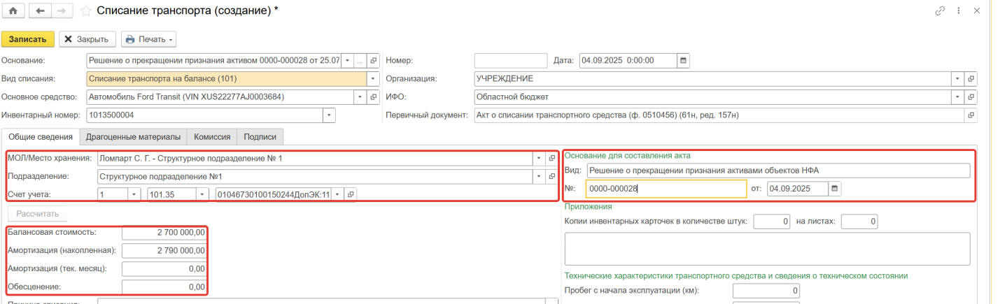 Списание транспорта (создание) *
Записать Закрыть Печать
Основание: Решение о прекращении признания активом 0000-000028 от 25.07 ... Номер: Дата: 04.09.2025 0:00:00
Вид списания: Списание транспорта на балансе (101) Организация: УЧРЕЖДЕНИЕ
Основное средство: Автомобиль Ford Transit (VIN XUS22277AJ0003684) ИФО: Областной бюджет
Инвентарный номер: 1013500004 Первичный документ: Акт о списании транспортного средства (ф. 0510456) (61н, ред. 157н)
Общие сведения Драгоценные материалы Комиссия Подписи
МОЛ/Место хранения: Ломпарт С. Г. - Структурное подразделение № 1 Основание для составления акта
Подразделение: Структурное подразделение №1 Вид: Решение о прекращении признания активами объектов НФА
Счет учета: 1 101.35 01046730100150244ДопЭК:11 №: 0000-000028 от: 04.09.2025
Рассчитать Приложения
Балансовая стоимость: 2 700 000,00 Копии инвентарных карточек в количестве штук: 0 на листах: 0
Амортизация (накопленная): 2 790 000,00
Амортизация (тек. месяц): 0,00 Технические характеристики транспортного средства и сведения о техническом состоянии
Обесценение: 0,00 Пробег с начала эксплуатации (км): 0